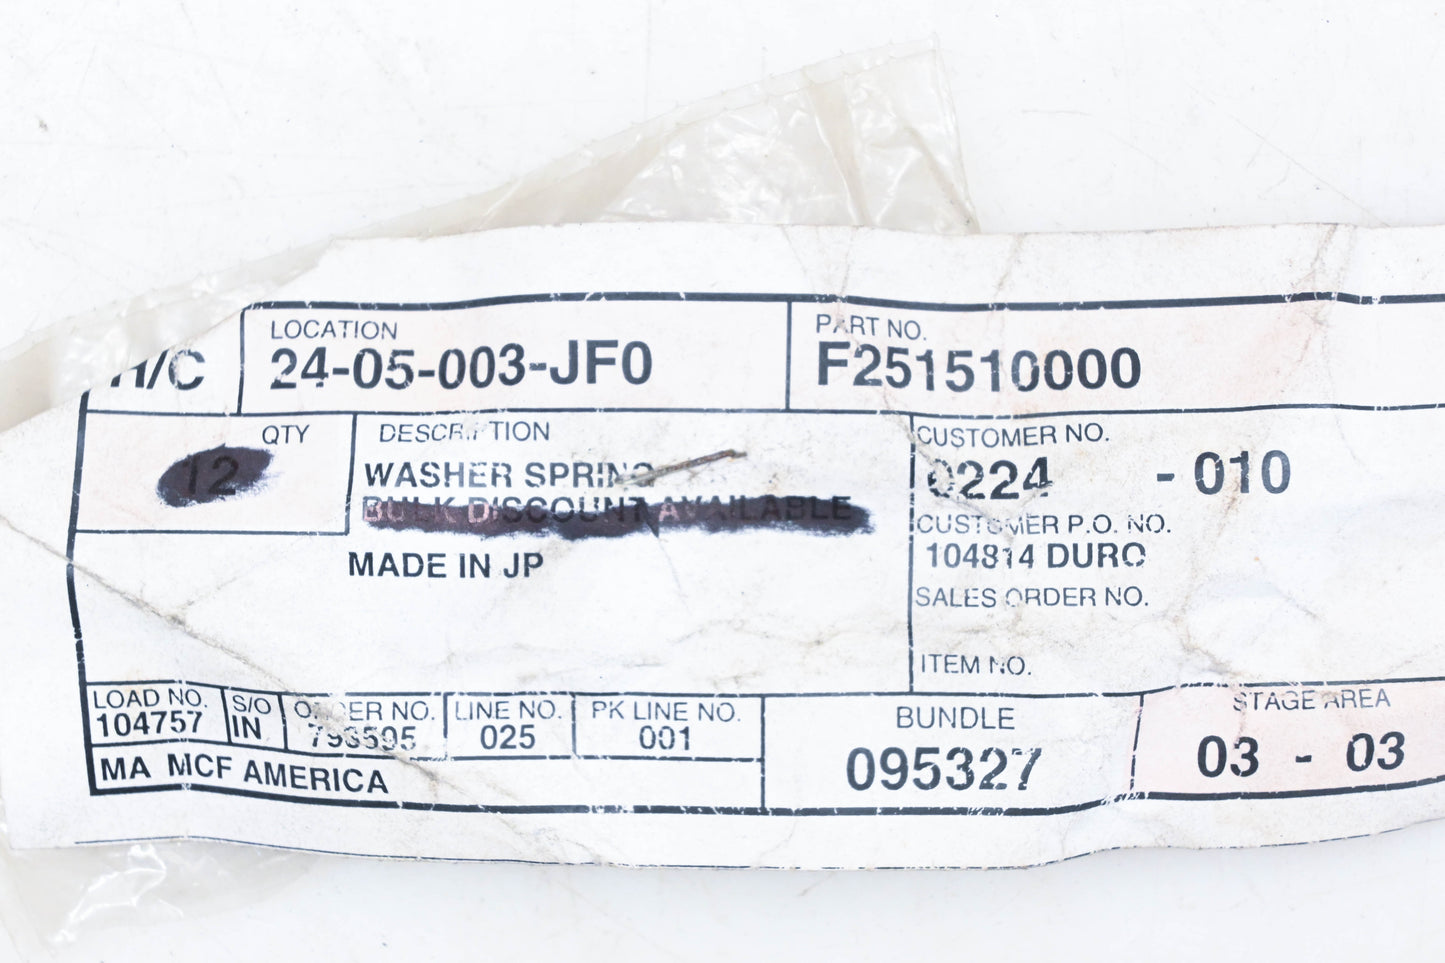 H/C
LOCATION
24-05-003-JF0
PART NO.
F251510000
QTY
12
DESCRIPTION
WASHER SPRING
BULK DISCOUNT AVAILABLE
MADE IN JP
CUSTOMER NO.
0224 - 010
CUSTOMER P.O. NO.
104814 DURO
SALES ORDER NO.
ITEM NO.
LOAD NO.
104757
S/O
IN
ORDER NO.
LINE NO.
025
PK LINE NO.
001
BUNDLE
095327
STAGE AREA
03 - 03
MA MCF AMERICA